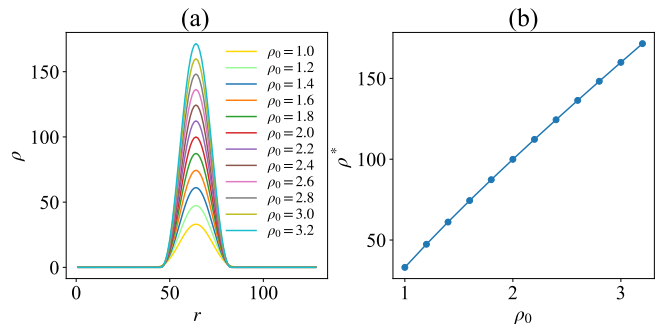 (a)
ρ
150
100
50
0
0
50
100
r
ρ₀ = 1.0
ρ₀ = 1.2
ρ₀ = 1.4
ρ₀ = 1.6
ρ₀ = 1.8
ρ₀ = 2.0
ρ₀ = 2.2
ρ₀ = 2.4
ρ₀ = 2.6
ρ₀ = 2.8
ρ₀ = 3.0
ρ₀ = 3.2
(b)
ρ*
150
100
50
1
2
3
ρ₀